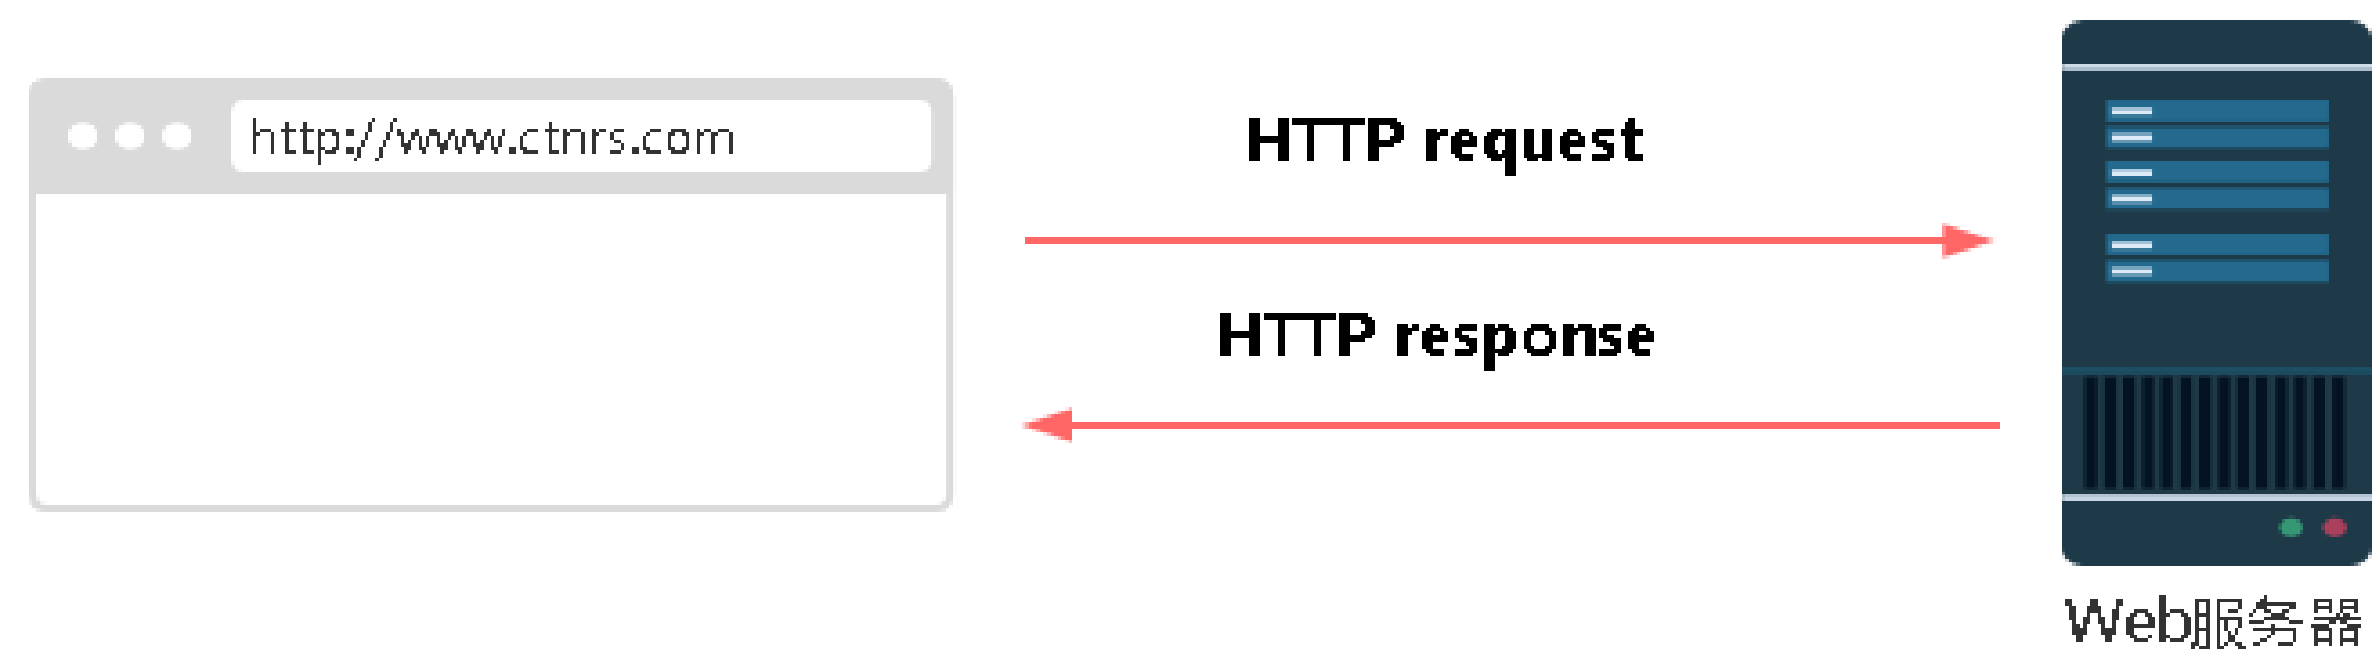 http://www.ctnrs.com
HTTP request
HTTP response
Web服务器